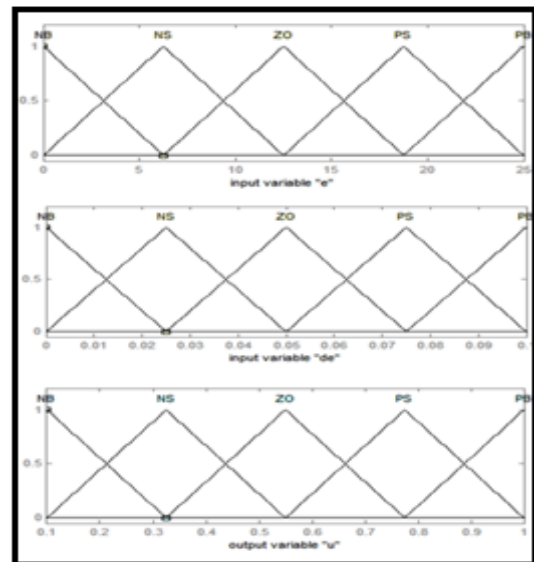 NB NS ZO PS PB
1
0.5
0
0 5 10 15 20 25
input variable "e"
NB NS ZO PS PB
1
0.5
0
0 0.01 0.02 0.03 0.04 0.05 0.06 0.07 0.08 0.09 0.1
input variable "de"
NB NS ZO PS PB
1
0.5
0
0.1 0.2 0.3 0.4 0.5 0.6 0.7 0.8 0.9 1
output variable "u"